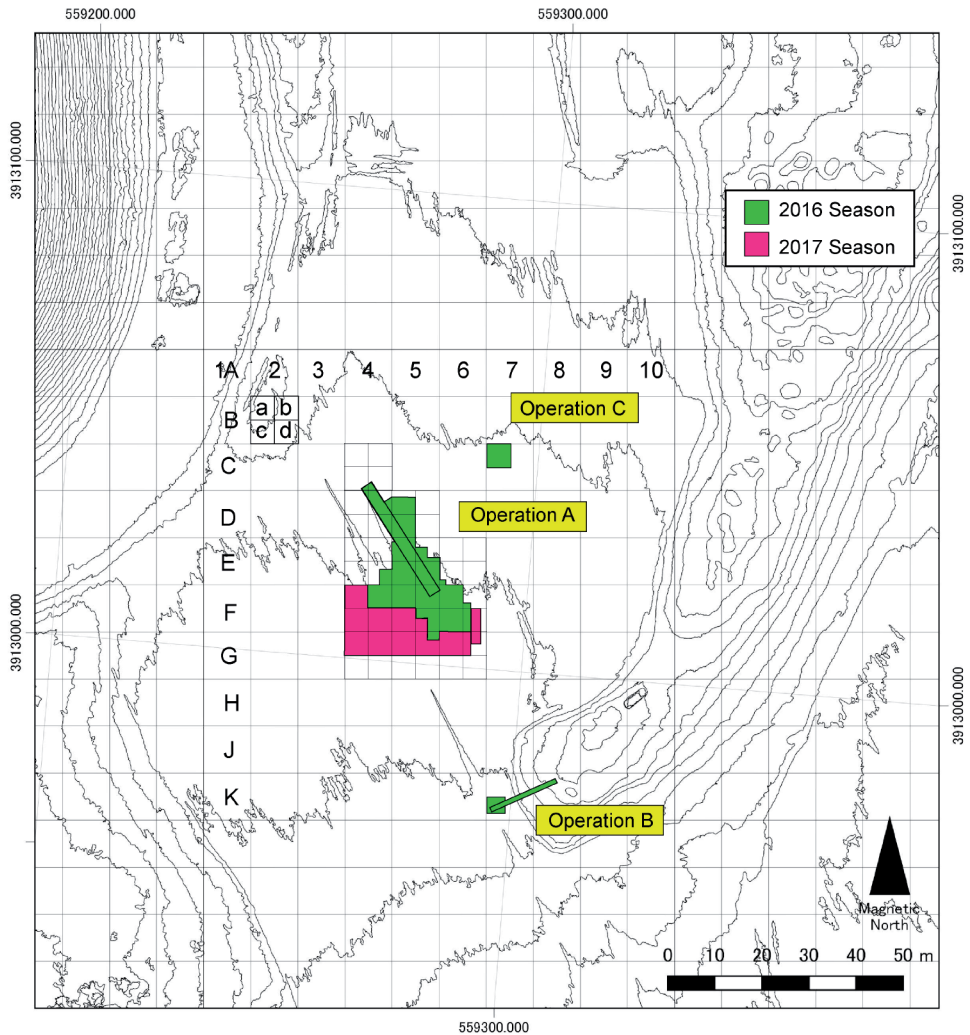 559200.000
559300.000
3913100.000
3913100.000
2016 Season
2017 Season
1A 2 3 4 5 6 7 8 9 10
a b
B
c d
Operation C
C
Operation A
D
E
F
3913000.000
G
H
3913000.000
J
K
Operation B
Magnetic
North
0 10 20 30 40 50 m
559300.000